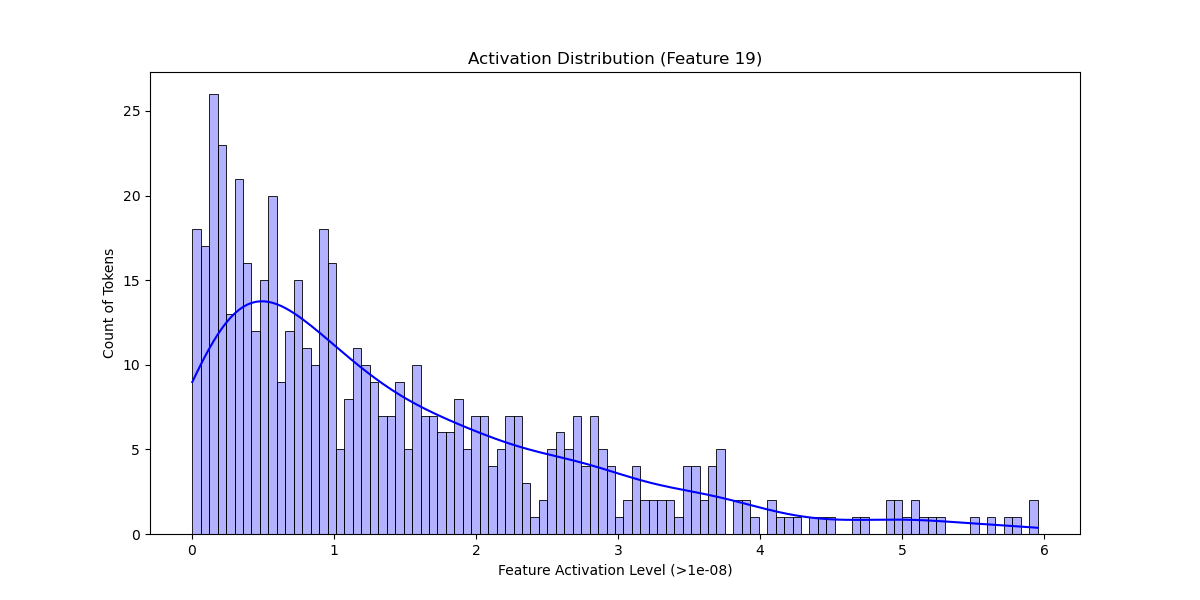 Activation Distribution (Feature 19)
25
20
15
10
5
0
Count of Tokens
0 1 2 3 4 5 6
Feature Activation Level (>1e-08)